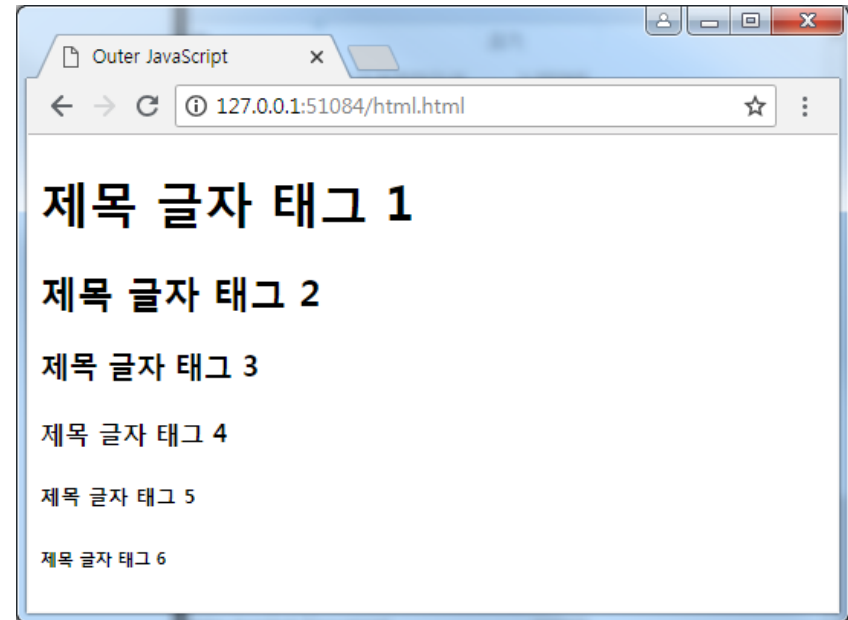 Outer JavaScript
127.0.0.1:51084/html.html
제목 글자 태그 1
제목 글자 태그 2
제목 글자 태그 3
제목 글자 태그 4
제목 글자 태그 5
제목 글자 태그 6